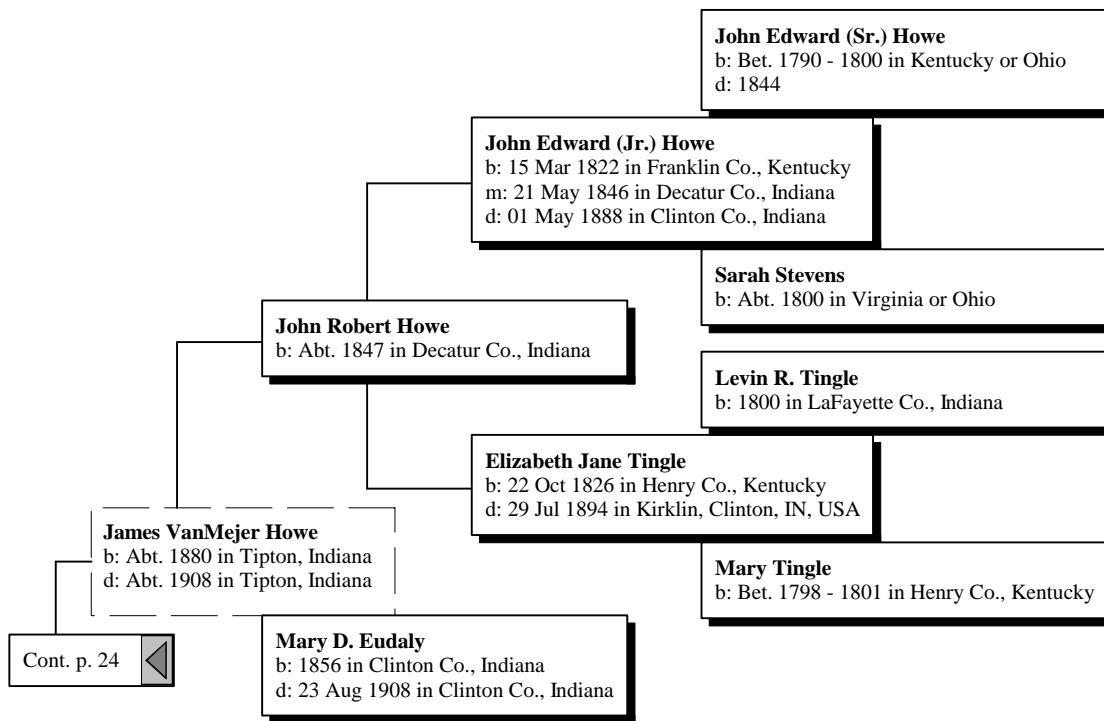 John Edward (Sr.) Howe
b: Bet. 1790 - 1800 in Kentucky or Ohio
d: 1844
John Edward (Jr.) Howe
b: 15 Mar 1822 in Franklin Co., Kentucky
m: 21 May 1846 in Decatur Co., Indiana
d: 01 May 1888 in Clinton Co., Indiana
Sarah Stevens
b: Abt. 1800 in Virginia or Ohio
John Robert Howe
b: Abt. 1847 in Decatur Co., Indiana
Levin R. Tingle
b: 1800 in LaFayette Co., Indiana
Elizabeth Jane Tingle
b: 22 Oct 1826 in Henry Co., Kentucky
d: 29 Jul 1894 in Kirklin, Clinton, IN, USA
James VanMejer Howe
b: Abt. 1880 in Tipton, Indiana
d: Abt. 1908 in Tipton, Indiana
Mary Tingle
b: Bet. 1798 - 1801 in Henry Co., Kentucky
Cont. p. 24
Mary D. Eudaly
b: 1856 in Clinton Co., Indiana
d: 23 Aug 1908 in Clinton Co., Indiana